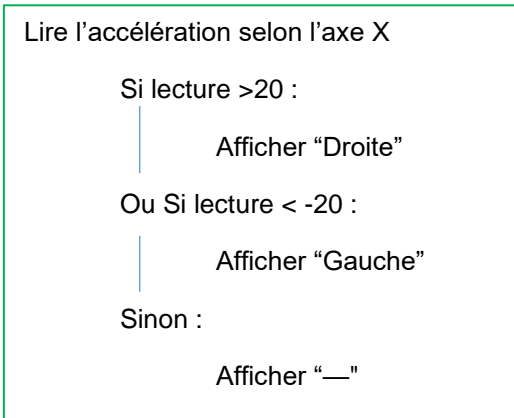 Lire l’accélération selon l’axe X
Si lecture >20 :
Afficher “Droite”
Ou Si lecture < -20 :
Afficher “Gauche”
Sinon :
Afficher “—"